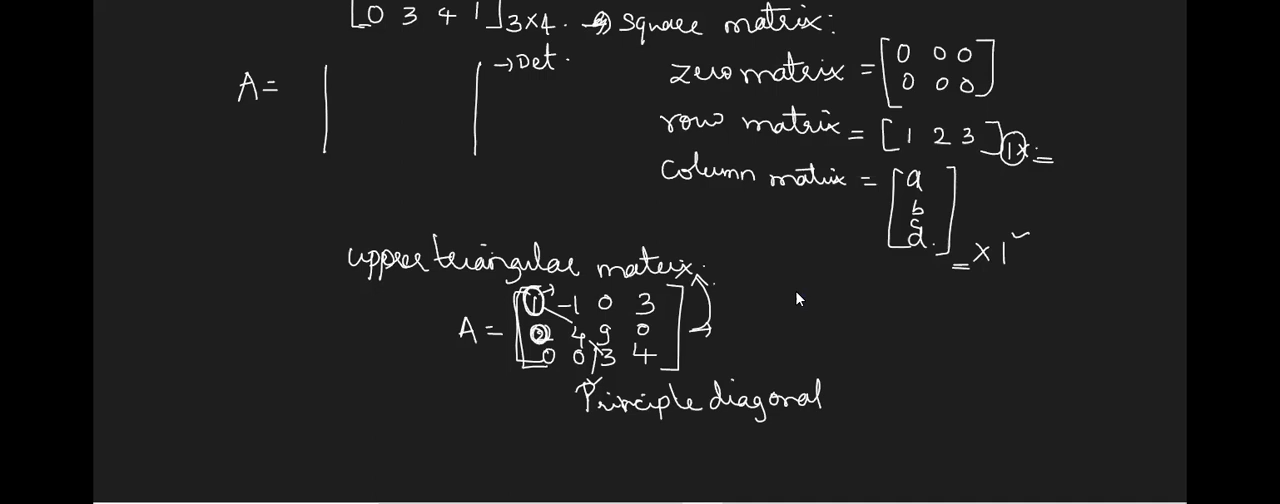 [0 3 4 1]3×4. → Square matrix:
A = | | → Det.
zero matrix = [0 0 0
0 0 0]
row matrix = [1 2 3] 1×
column matrix = [a
b
c
d.] × 1
upper triangular matrix:
A = [1 -1 0 3
4 9 0
0 0 3 4]
Principle diagonal